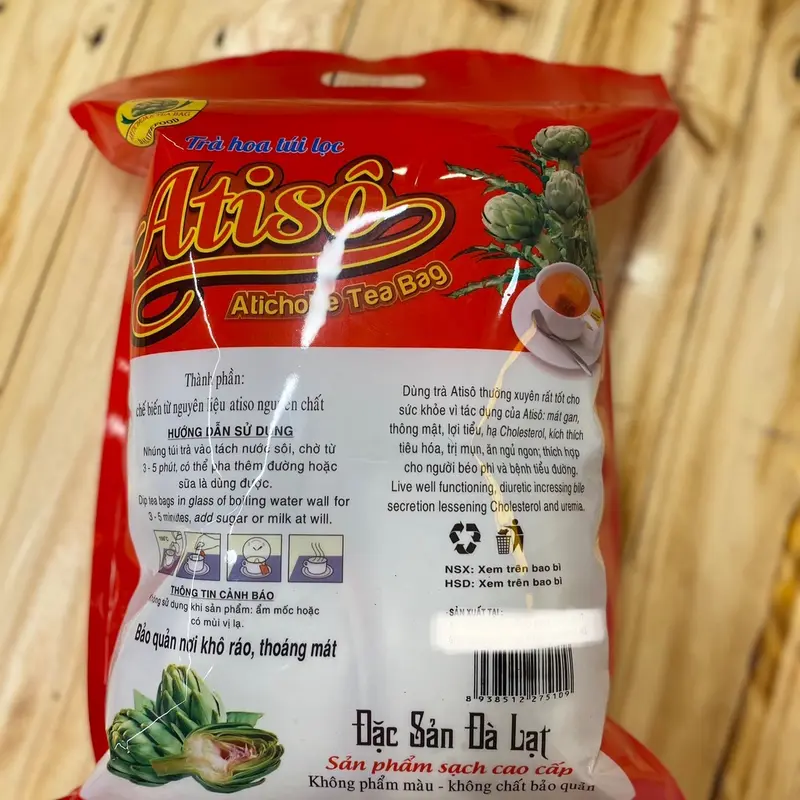 Trà hoa túi lọc
Atisô
Atichoke Tea Bag
Thành phần:
chế biến từ nguyên liệu atiso nguyên chất
HƯỚNG DẪN SỬ DỤNG
Nhúng túi trà vào tách nước sôi, chờ từ
3 - 5 phút, có thể pha thêm đường hoặc
sữa là dùng được.
Dip tea bags in glass of boiling water wall for
3 - 5 minutes, add sugar or milk at will.
100°C
THÔNG TIN CẢNH BÁO
Không sử dụng khi sản phẩm: ẩm mốc hoặc
có mùi vị lạ.
Bảo quản nơi khô ráo, thoáng mát
Dùng trà Atisô thường xuyên rất tốt cho
sức khỏe vì tác dụng của Atisô: mát gan,
thông mật, lợi tiểu, hạ Cholesterol, kích thích
tiêu hóa, trị mụn, ăn ngủ ngon; thích hợp
cho người béo phì và bệnh tiểu đường.
Live well functioning, diuretic incressing bile
secretion lessening Cholesterol and uremia.
NSX: Xem trên bao bì
HSD: Xem trên bao bì
SẢN XUẤT TẠI:
8 938512 275109
Đặc Sản Đà Lạt
Sản phẩm sạch cao cấp
Không phẩm màu - không chất bảo quản